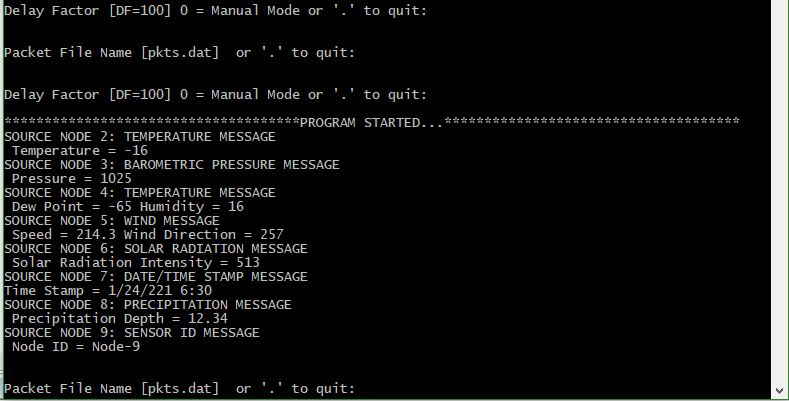 Delay Factor [DF=100] 0 = Manual Mode or '.' to quit:
Packet File Name [pkts.dat]  or '.' to quit:
Delay Factor [DF=100] 0 = Manual Mode or '.' to quit:
*************************************PROGRAM STARTED...*************************************
SOURCE NODE 2: TEMPERATURE MESSAGE
 Temperature = -16
SOURCE NODE 3: BAROMETRIC PRESSURE MESSAGE
 Pressure = 1025
SOURCE NODE 4: TEMPERATURE MESSAGE
 Dew Point = -65 Humidity = 16
SOURCE NODE 5: WIND MESSAGE
 Speed = 214.3 Wind Direction = 257
SOURCE NODE 6: SOLAR RADIATION MESSAGE
 Solar Radiation Intensity = 513
SOURCE NODE 7: DATE/TIME STAMP MESSAGE
Time Stamp = 1/24/221 6:30
SOURCE NODE 8: PRECIPITATION MESSAGE
 Precipitation Depth = 12.34
SOURCE NODE 9: SENSOR ID MESSAGE
 Node ID = Node-9
Packet File Name [pkts.dat]  or '.' to quit: